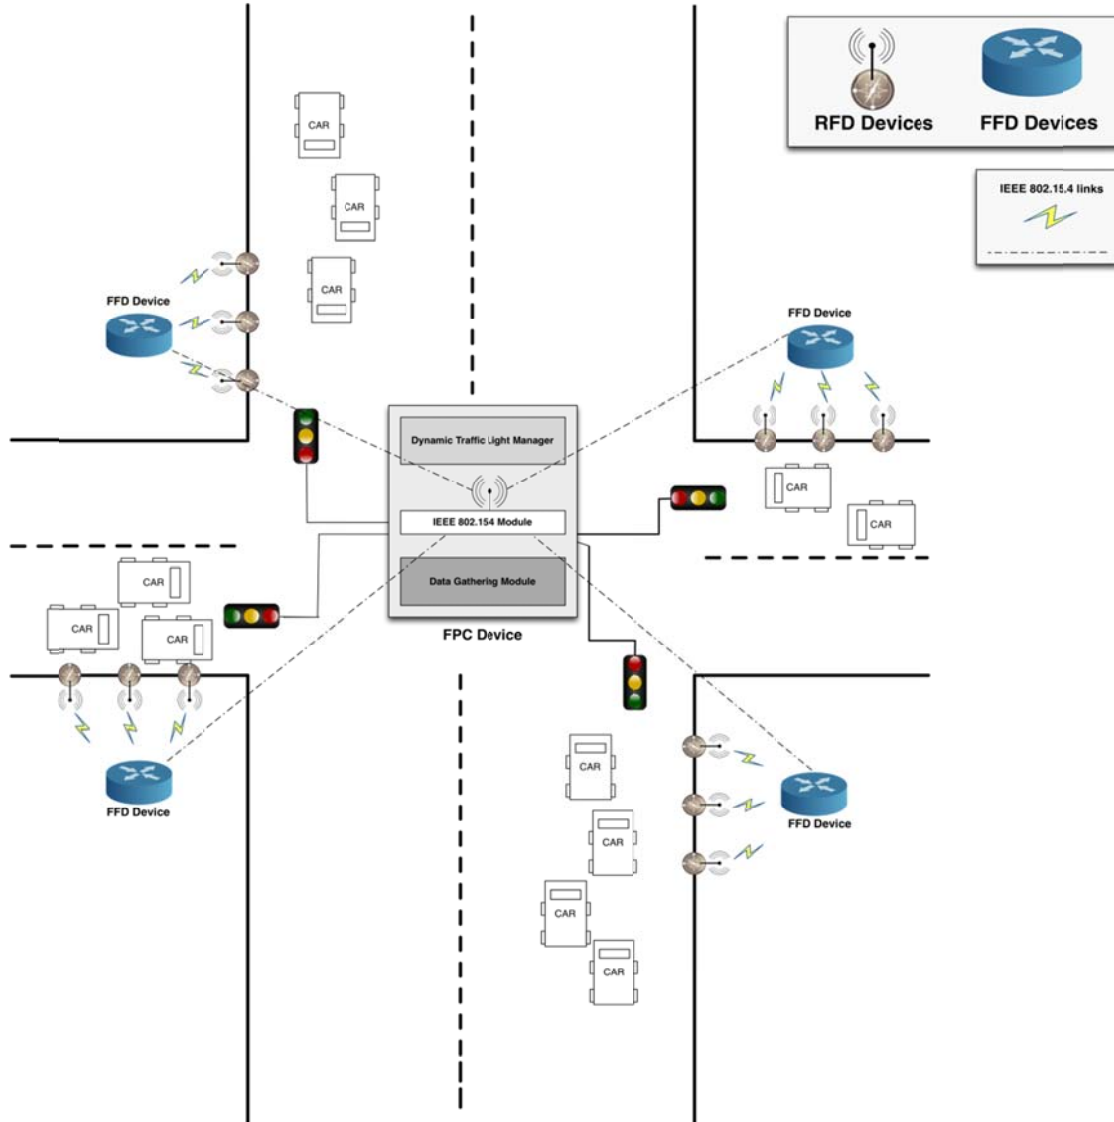 RFD Devices
FFD Devices
IEEE 802.15.4 links
CAR
CAR
CAR
FFD Device
FFD Device
Dynamic Traffic Light Manager
IEEE 802.154 Module
Data Gathering Module
FPC Device
CAR
CAR
CAR
CAR
CAR
FFD Device
FFD Device
CAR
CAR
CAR
CAR